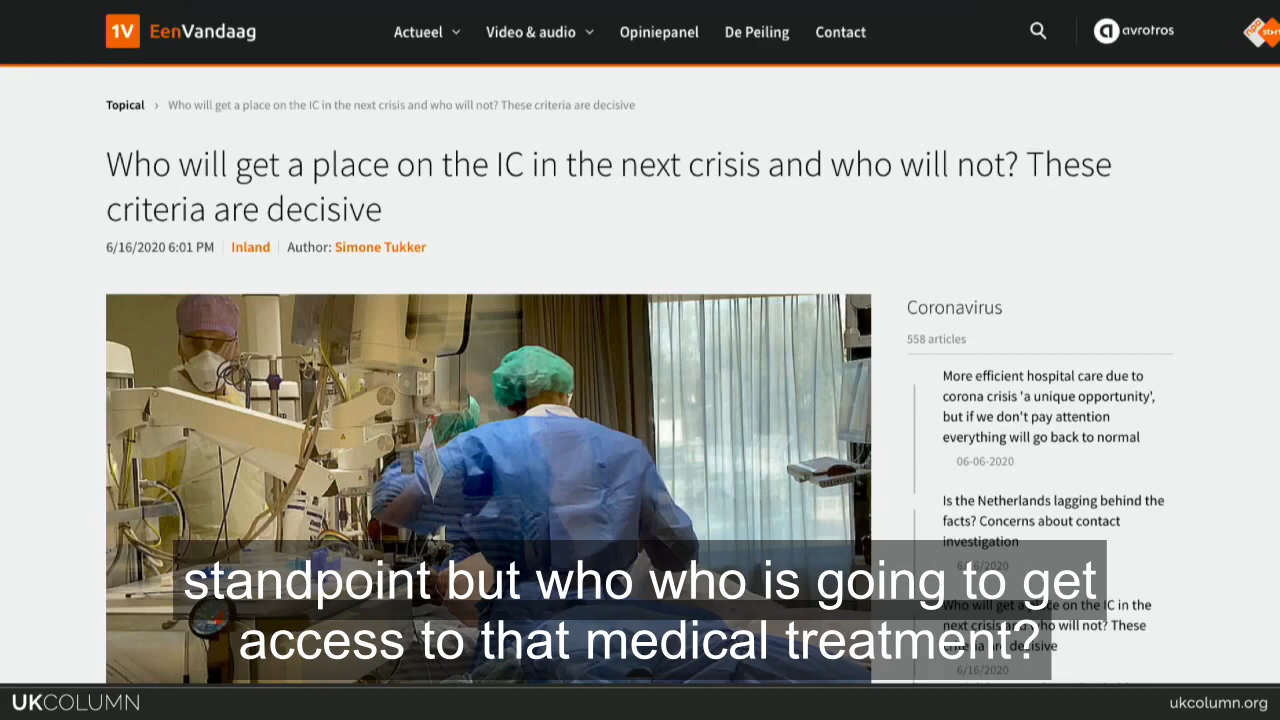 1V EenVandaag Actueel Video & audio Opiniepanel De Peiling Contact avrotros
npo start
Topical › Who will get a place on the IC in the next crisis and who will not? These criteria are decisive
Who will get a place on the IC in the next crisis and who will not? These
criteria are decisive
6/16/2020 6:01 PM Inland Author: Simone Tukker
Coronavirus
558 articles
More efficient hospital care due to
corona crisis 'a unique opportunity',
but if we don't pay attention
everything will go back to normal
06-06-2020
Is the Netherlands lagging behind the
facts? Concerns about contact
investigation
6/16/2020
Who will get a place on the IC in the
next crisis and who will not? These
criteria are decisive
6/16/2020
standpoint but who who is going to get
access to that medical treatment?
UKCOLUMN
ukcolumn.org